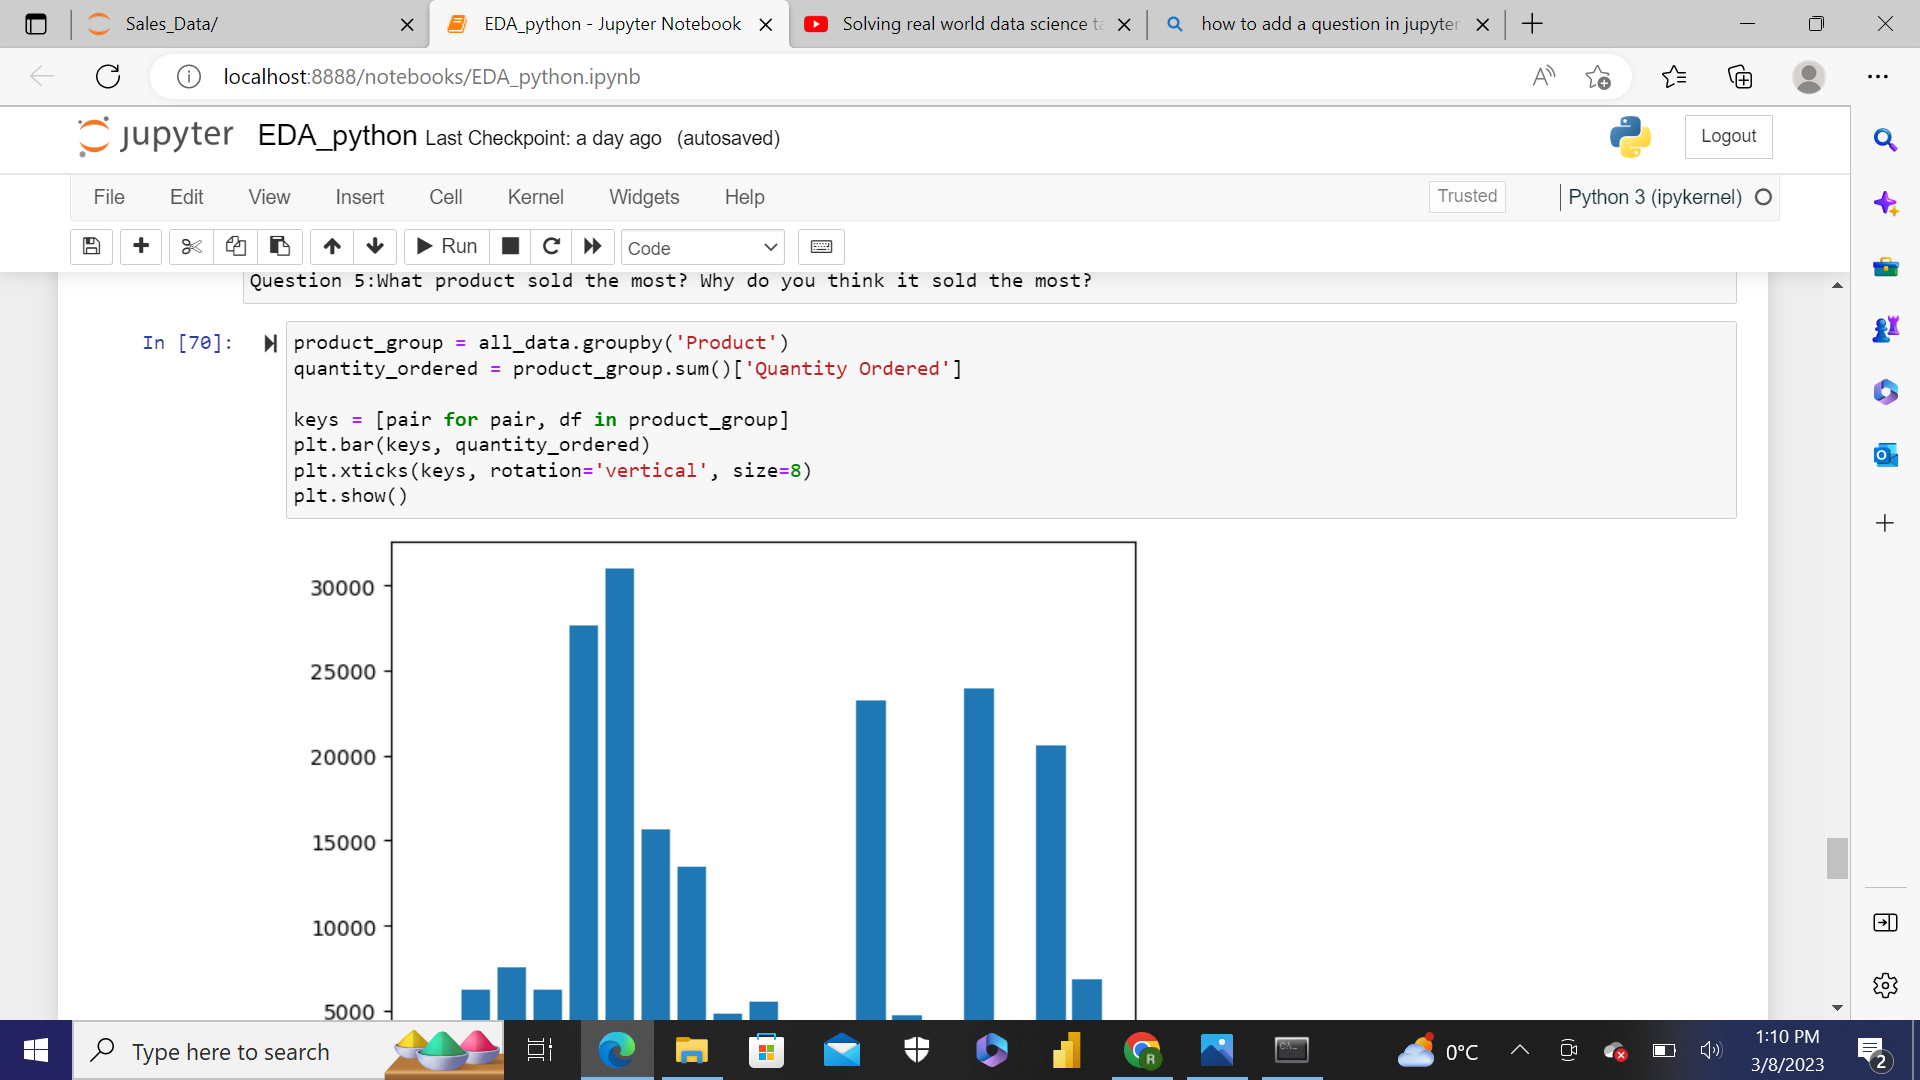 Sales_Data/
EDA_python - Jupyter Notebook
Solving real world data science ta
how to add a question in jupyter
localhost:8888/notebooks/EDA_python.ipynb
jupyter EDA_python Last Checkpoint: a day ago (autosaved)
Logout
File Edit View Insert Cell Kernel Widgets Help
Trusted
Python 3 (ipykernel)
Run
Code
Question 5:What product sold the most? Why do you think it sold the most?
In [70]:
product_group = all_data.groupby('Product')
quantity_ordered = product_group.sum()['Quantity Ordered']
keys = [pair for pair, df in product_group]
plt.bar(keys, quantity_ordered)
plt.xticks(keys, rotation='vertical', size=8)
plt.show()
30000
25000
20000
15000
10000
5000
Type here to search
0°C
1:10 PM
3/8/2023
2